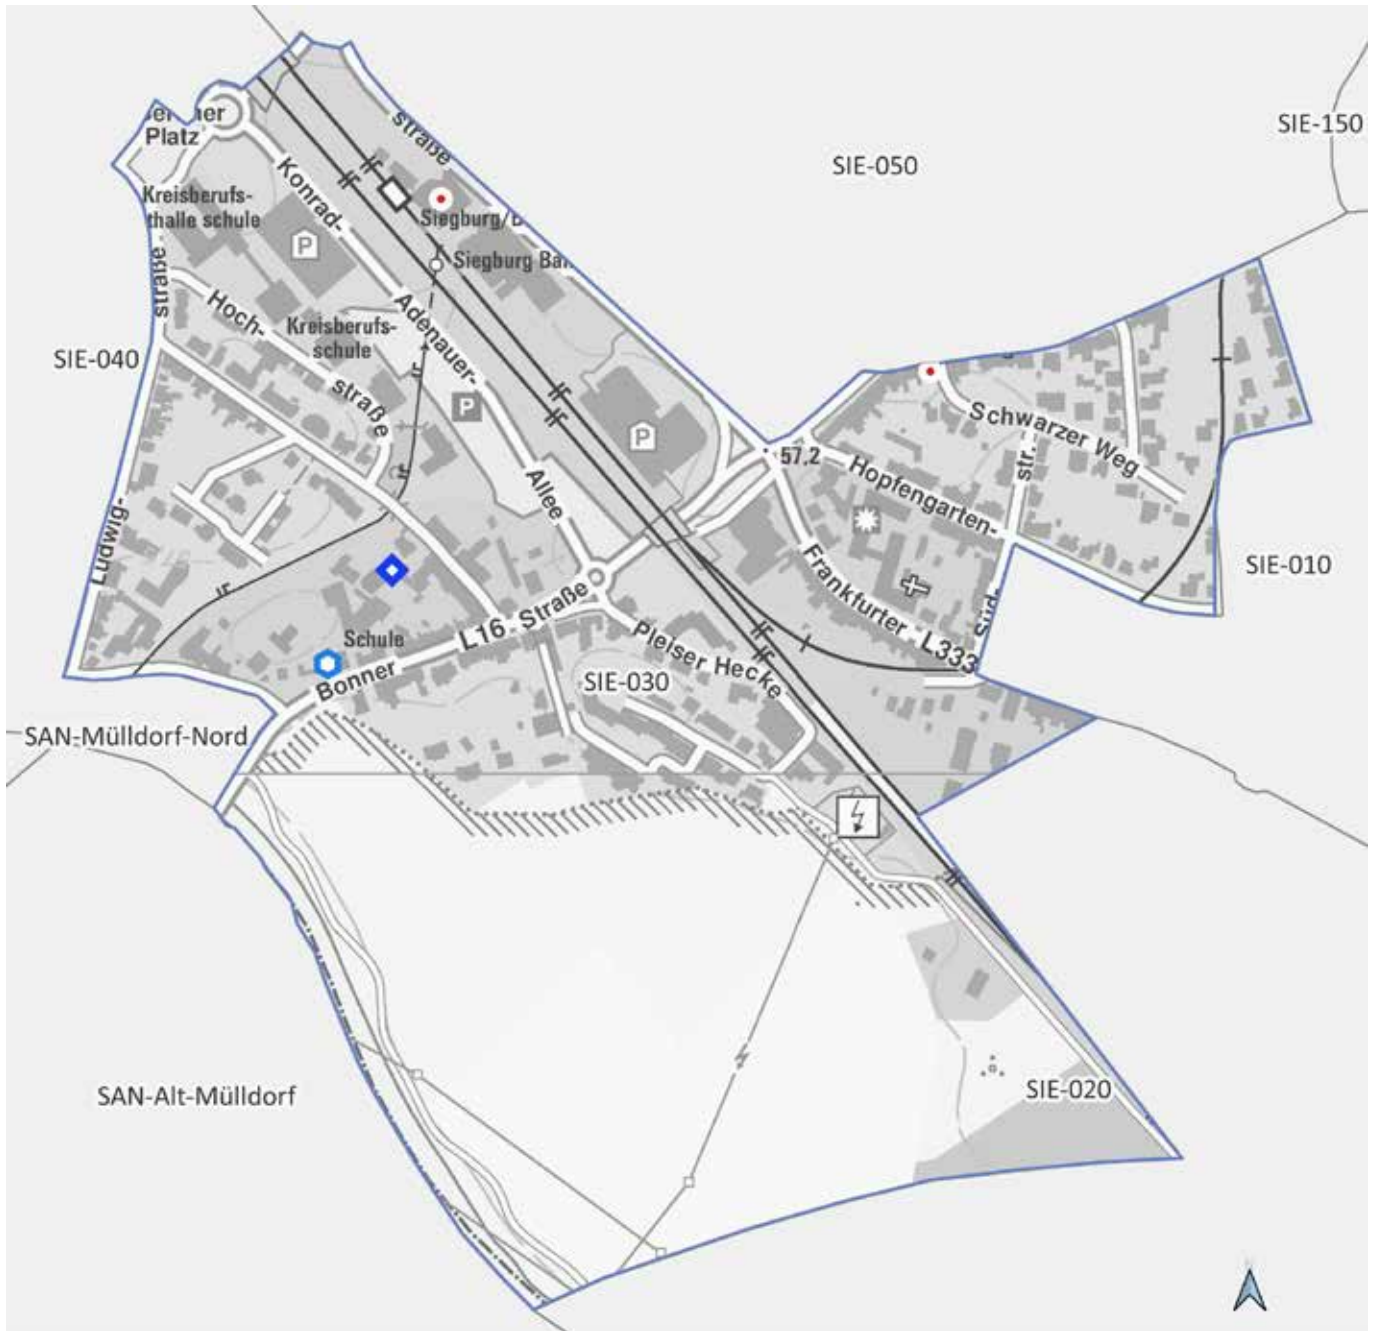 SIE-150
SIE-050
straße
Platz
Konrad-
Kreisberufs-
thalle schule
P
Siegburg/B
Siegburg Ba
straße
Hoch-
Adenauer-
Kreisberufs-
schule
SIE-040
straße
P
P
Schwarzer Weg
57,2
Hopfengarten-
str.
Allee
Ludwig-
Frankfurter L333
SIE-010
Süd-
L16 Straße
Pleiser Hecke
Schule
Bonner
SIE-030
SAN-Mülldorf-Nord
SAN-Alt-Mülldorf
SIE-020